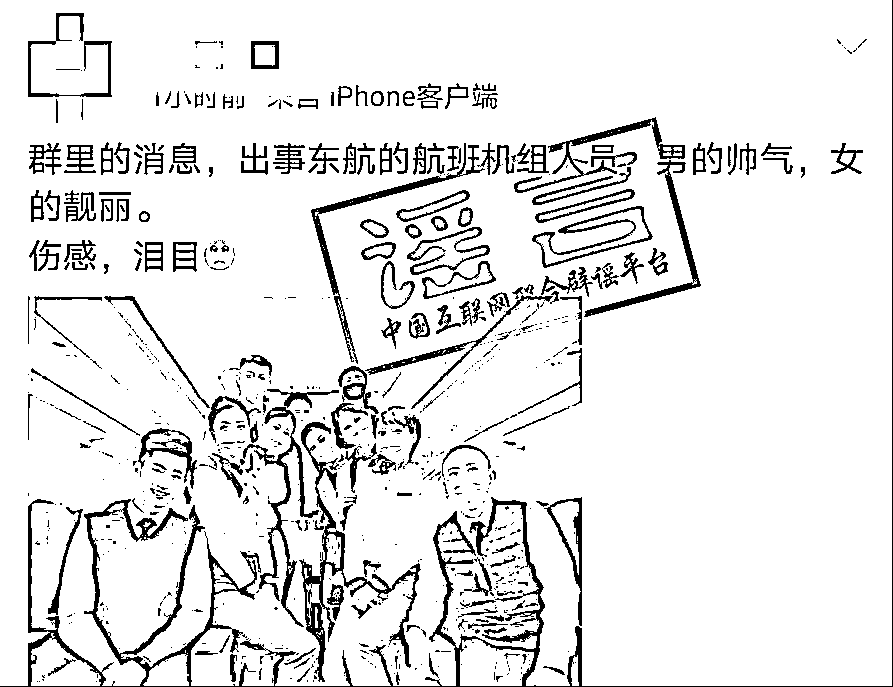 1小时前 来自 iPhone客户端
群里的消息，出事东航的航班机组人员，男的帅气，女
的靓丽。
伤感，泪目
谣言
中国互联网联合辟谣平台